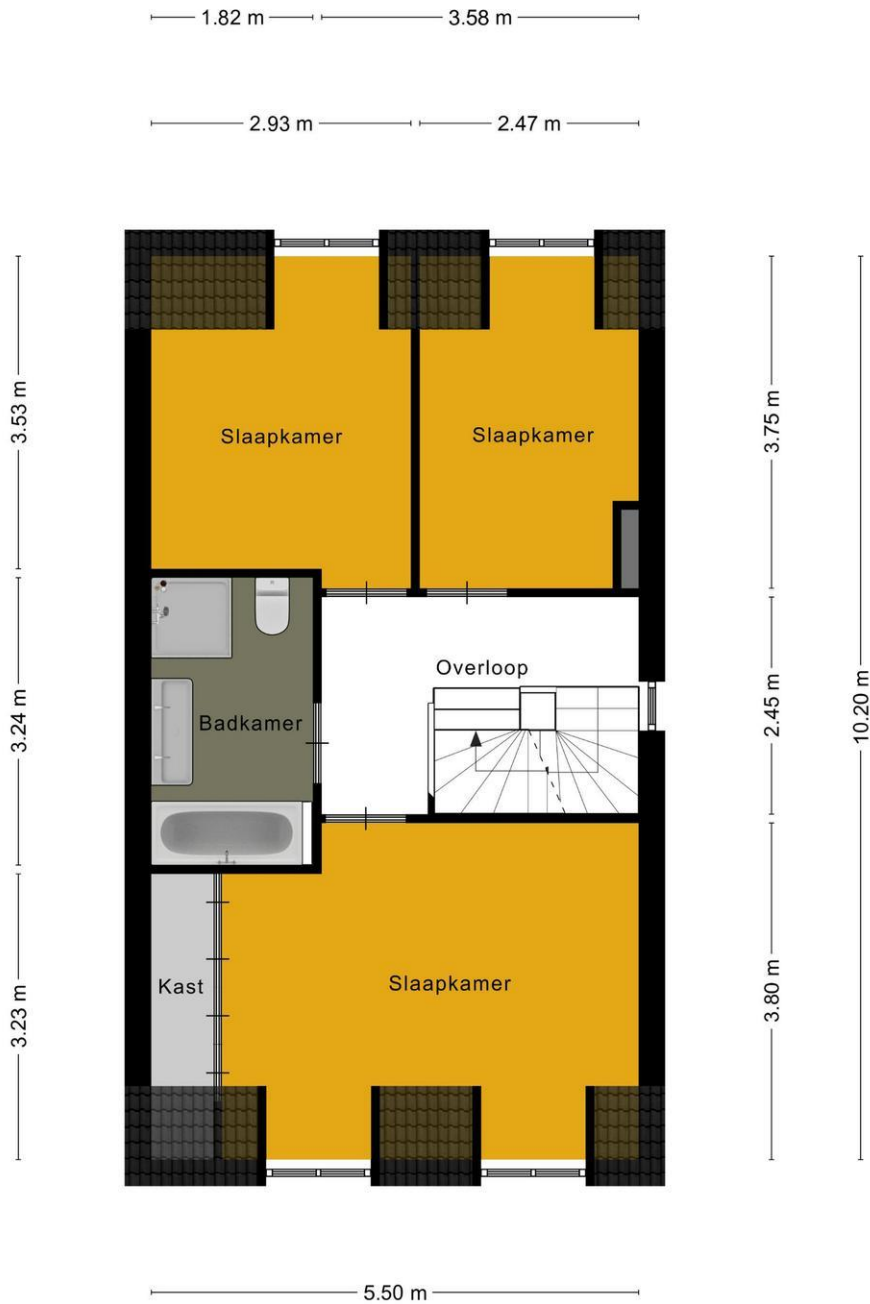 1.82 m
3.58 m
2.93 m
2.47 m
3.53 m
3.75 m
Slaapkamer
Slaapkamer
3.24 m
2.45 m
10.20 m
Overloop
Badkamer
3.23 m
3.80 m
Kast
Slaapkamer
5.50 m